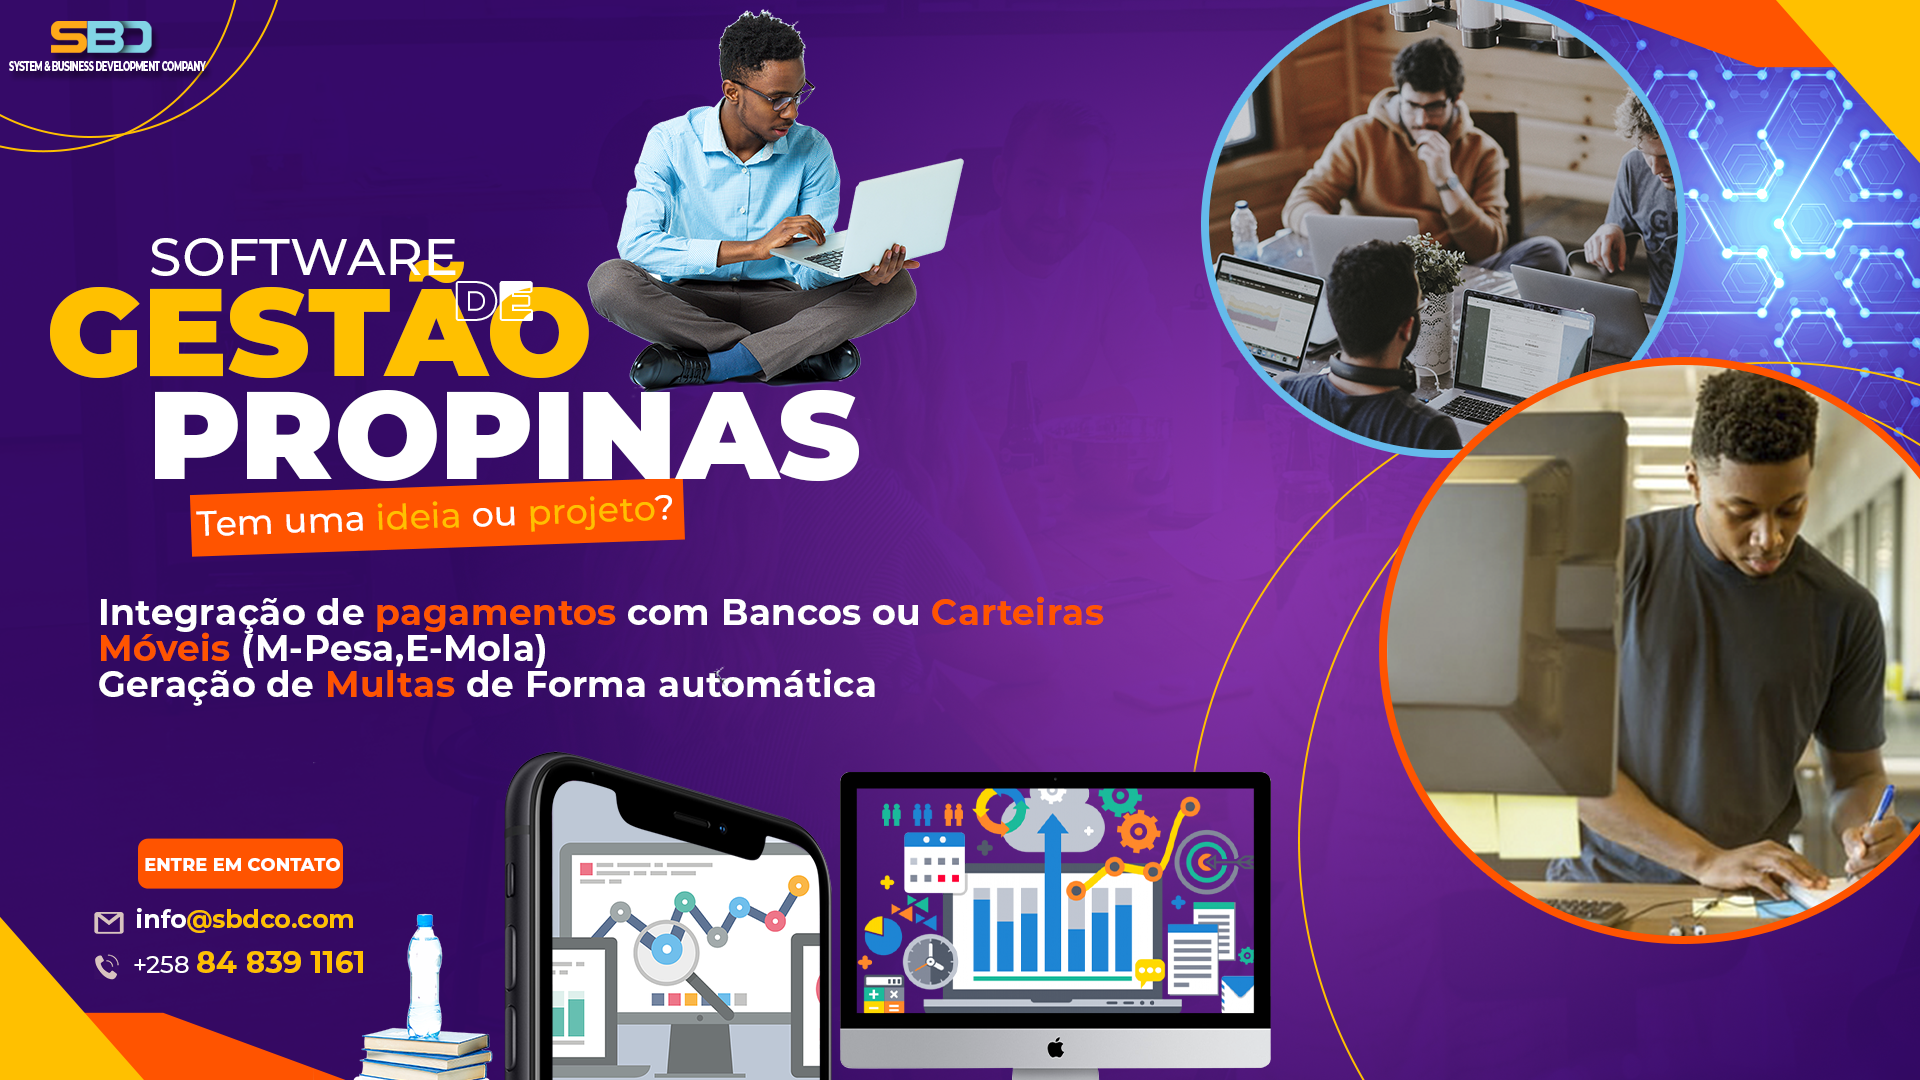 SBD
SYSTEM & BUSINESS DEVELOPMENT COMPANY
SOFTWARE
DE
GESTÃO
PROPINAS
Tem uma ideia ou projeto?
Integração de pagamentos com Bancos ou Carteiras
Móveis (M-Pesa,E-Mola)
Geração de Multas de Forma automática
ENTRE EM CONTATO
info@sbdco.com
+258 84 839 1161